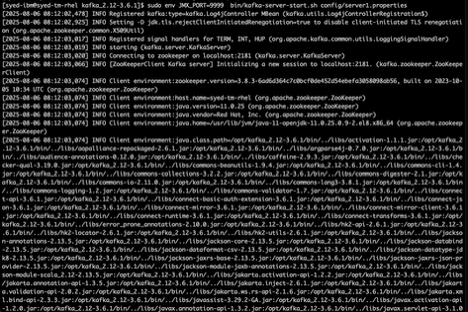 [syed-ibm@syed-tm-rhel kafka_2.12-3.6.1]$ sudo env JMX_PORT=9999  bin/kafka-server-start.sh config/server1.properties
[2025-08-06 08:12:02,478] INFO Registered kafka:type=kafka.Log4jController MBean (kafka.utils.Log4jControllerRegistration$)
[2025-08-06 08:12:02,915] INFO Setting -D jdk.tls.rejectClientInitiatedRenegotiation=true to disable client-initiated TLS renegotiati
on (org.apache.zookeeper.common.X509Util)
[2025-08-06 08:12:03,017] INFO Registered signal handlers for TERM, INT, HUP (org.apache.kafka.common.utils.LoggingSignalHandler)
[2025-08-06 08:12:03,019] INFO starting (kafka.server.KafkaServer)
[2025-08-06 08:12:03,019] INFO Connecting to zookeeper on localhost:2181 (kafka.server.KafkaServer)
[2025-08-06 08:12:03,] INFO [ZooKeeperClient Kafka server] Initializing a new session to localhost:2181. (kafka.zookeeper.ZooKeepe
rClient)
[2025-08-06 08:12:03,074] INFO Client environment:zookeeper.version=3.8.3- built on 2023-10-
05 10:34 UTC (org.apache.zookeeper.ZooKeeper)
[2025-08-06 08:12:03,074] INFO Client environment:host.name=syed-tm-rhel (org.apache.zookeeper.ZooKeeper)
[2025-08-06 08:12:03,074] INFO Client environment:java.version=11.0.25 (org.apache.zookeeper.ZooKeeper)
[2025-08-06 08:12:03,074] INFO Client environment:java.vendor=Red Hat, Inc. (org.apache.zookeeper.ZooKeeper)
[2025-08-06 08:12:03,074] INFO Client environment:java.home=/usr/lib/jvm/java-11-openjdk-11.0.25.0.9-2.el8.x86_64 (org.apache.zookeep
er.ZooKeeper)
[2025-08-06 08:12:03,074] INFO Client environment:java.class.path=/opt/kafka_2.12-3.6.1/bin/../libs/activation-1.1.1.jar:/opt/kafka_2
.12-3.6.1/bin/../libs/aopalliance-repackaged-2.6.1.jar:/opt/kafka_2.12-3.6.1/bin/../libs/argparse4j-0.7.0.jar:/opt/kafka_2.12-3.6.1/b
in/../libs/audience-annotations-0.12.0.jar:/opt/kafka_2.12-3.6.1/bin/../libs/caffeine-2.9.3.jar:/opt/kafka_2.12-3.6.1/bin/../libs/che
cker-qual-3.19.0.jar:/opt/kafka_2.12-3.6.1/bin/../libs/commons-beanutils-1.9.4.jar:/opt/kafka_2.12-3.6.1/bin/../libs/commons-cli-1.4.
jar:/opt/kafka_2.12-3.6.1/bin/../libs/commons-collections-3.2.2.jar:/opt/kafka_2.12-3.6.1/bin/../libs/commons-digester-2.1.jar:/opt/k
afka_2.12-3.6.1/bin/../libs/commons-io-2.11.0.jar:/opt/kafka_2.12-3.6.1/bin/../libs/commons-lang3-3.8.1.jar:/opt/kafka_2.12-3.6.1/bin
/../libs/commons-logging-1.2.jar:/opt/kafka_2.12-3.6.1/bin/../libs/commons-validator-1.7.jar:/opt/kafka_2.12-3.6.1/bin/../libs/connec
t-api-3.6.1.jar:/opt/kafka_2.12-3.6.1/bin/../libs/connect-basic-auth-extension-3.6.1.jar:/opt/kafka_2.12-3.6.1/bin/../libs/connect-js
on-3.6.1.jar:/opt/kafka_2.12-3.6.1/bin/../libs/connect-mirror-3.6.1.jar:/opt/kafka_2.12-3.6.1/bin/../libs/connect-mirror-client-3.6.1
.jar:/opt/kafka_2.12-3.6.1/bin/../libs/connect-runtime-3.6.1.jar:/opt/kafka_2.12-3.6.1/bin/../libs/connect-transforms-3.6.1.jar:/opt/
kafka_2.12-3.6.1/bin/../libs/error_prone_annotations-2.10.0.jar:/opt/kafka_2.12-3.6.1/bin/../libs/hk2-api-2.6.1.jar:/opt/kafka_2.12-3
.6.1/bin/../libs/hk2-locator-2.6.1.jar:/opt/kafka_2.12-3.6.1/bin/../libs/hk2-utils-2.6.1.jar:/opt/kafka_2.12-3.6.1/bin/../libs/jackso
n-annotations-2.13.5.jar:/opt/kafka_2.12-3.6.1/bin/../libs/jackson-core-2.13.5.jar:/opt/kafka_2.12-3.6.1/bin/../libs/jackson-databind
-2.13.5.jar:/opt/kafka_2.12-3.6.1/bin/../libs/jackson-dataformat-csv-2.13.5.jar:/opt/kafka_2.12-3.6.1/bin/../libs/jackson-datatype-jd
k8-2.13.5.jar:/opt/kafka_2.12-3.6.1/bin/../libs/jackson-jaxrs-base-2.13.5.jar:/opt/kafka_2.12-3.6.1/bin/../libs/jackson-jaxrs-json-pr
ovider-2.13.5.jar:/opt/kafka_2.12-3.6.1/bin/../libs/jackson-module-jaxb-annotations-2.13.5.jar:/opt/kafka_2.12-3.6.1/bin/../libs/jack
son-module-scala_2.12-2.13.5.jar:/opt/kafka_2.12-3.6.1/bin/../libs/jakarta.activation-api-1.2.2.jar:/opt/kafka_2.12-3.6.1/bin/../libs
/jakarta.annotation-api-1.3.5.jar:/opt/kafka_2.12-3.6.1/bin/../libs/jakarta.inject-2.6.1.jar:/opt/kafka_2.12-3.6.1/bin/../libs/jakart
a.validation-api-2.0.2.jar:/opt/kafka_2.12-3.6.1/bin/../libs/jakarta.ws.rs-api-2.1.6.jar:/opt/kafka_2.12-3.6.1/bin/../libs/jakarta.xm
l.bind-api-2.3.3.jar:/opt/kafka_2.12-3.6.1/bin/../libs/javassist-3.29.2-GA.jar:/opt/kafka_2.12-3.6.1/bin/../libs/javax.activation-api
-1.2.0.jar:/opt/kafka_2.12-3.6.1/bin/../libs/javax.annotation-api-1.3.2.jar:/opt/kafka_2.12-3.6.1/bin/../libs/javax.servlet-api-3.1.0